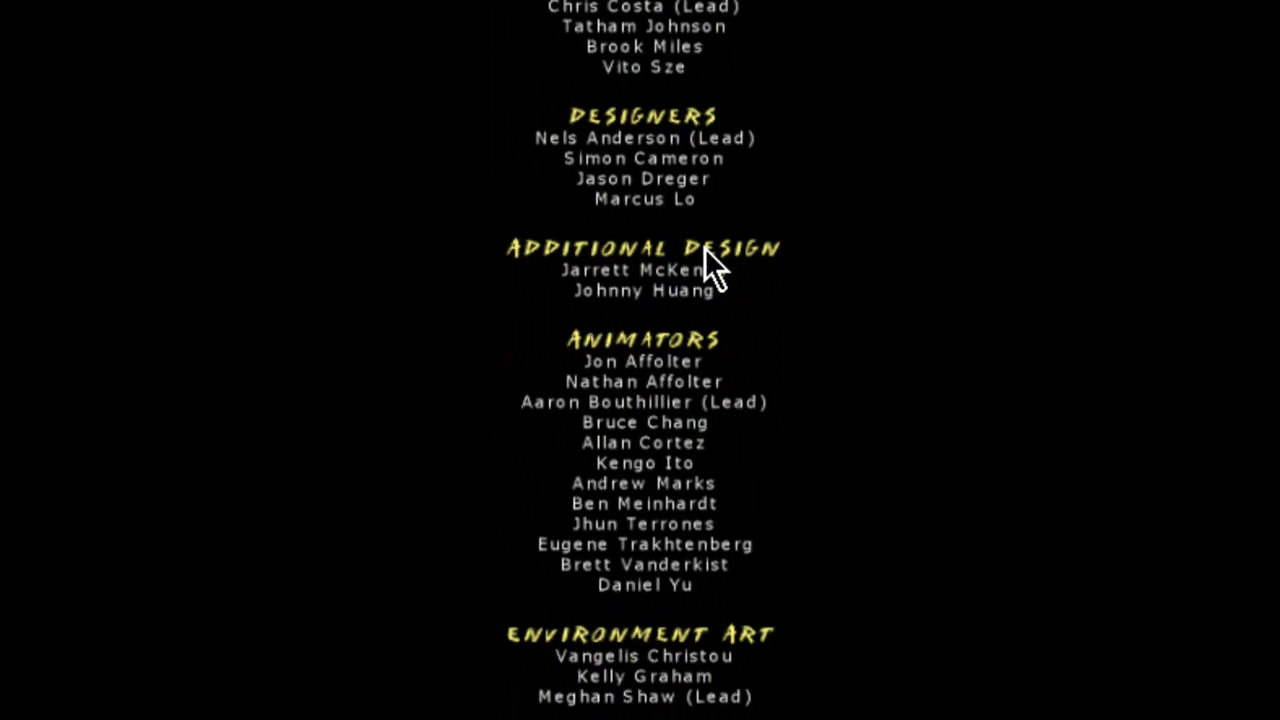 Chris Costa (Lead)
Tatham Johnson
Brook Miles
Vito Sze
DESIGNERS
Nels Anderson (Lead)
Simon Cameron
Jason Dreger
Marcus Lo
ADDITIONAL DESIGN
Jarrett
Johnny Huang
ANIMATORS
Jon Affolter
Nathan Affolter
Aaron Bouthillier (Lead)
Bruce Chang
Allan Cortez
Kengo Ito
Andrew Marks
Ben Meinhardt
Jhun Terrones
Eugene Trakhtenberg
Brett Vanderkist
Daniel Yu
ENVIRONMENT ART
Vangelis Christou
Kelly Graham
Meghan Shaw (Lead)